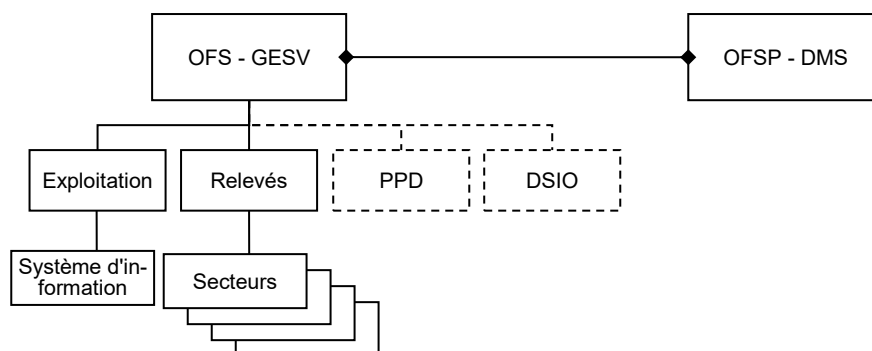 OFS - GESV
OFSP - DMS
Exploitation
Relevés
PPD
DSIO
Système d'in-
formation
Secteurs